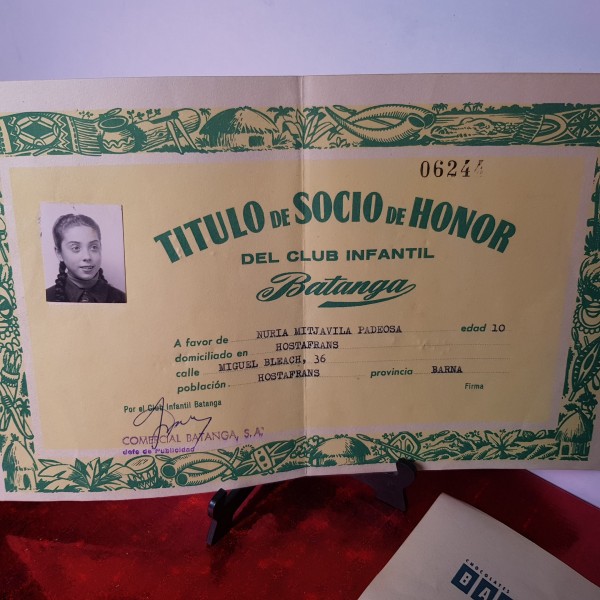 06244
TITULO DE SOCIO DE HONOR
DEL CLUB INFANTIL
Batanga
A favor de NURIA MITJAVILA PADEOSA edad 10
domiciliado en HOSTAFRANS
calle MIGUEL BLEACH, 36
población HOSTAFRANS provincia BARNA
Por el Club Infantil Batanga
Firma
COMERCIAL BATANGA, S.A.
Jefe de Publicidad
CHOCOLATES